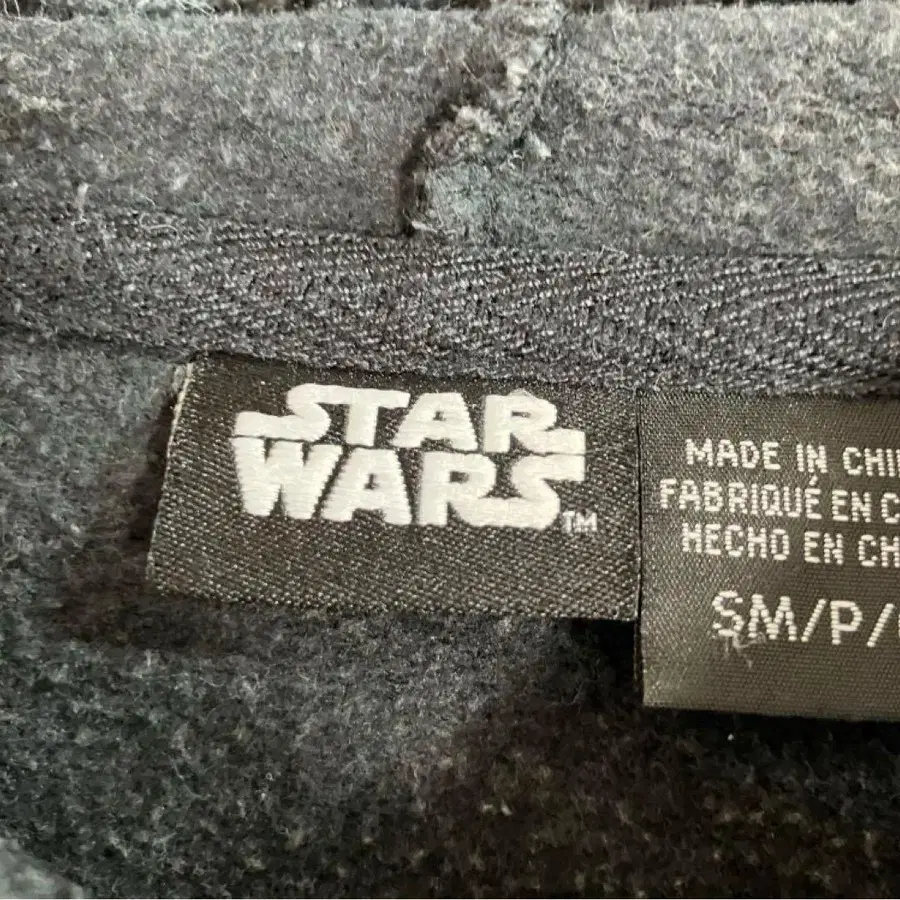 STAR
WARS™
MADE IN CHI
FABRIQUÉ EN C
HECHO EN CH
SM/P/